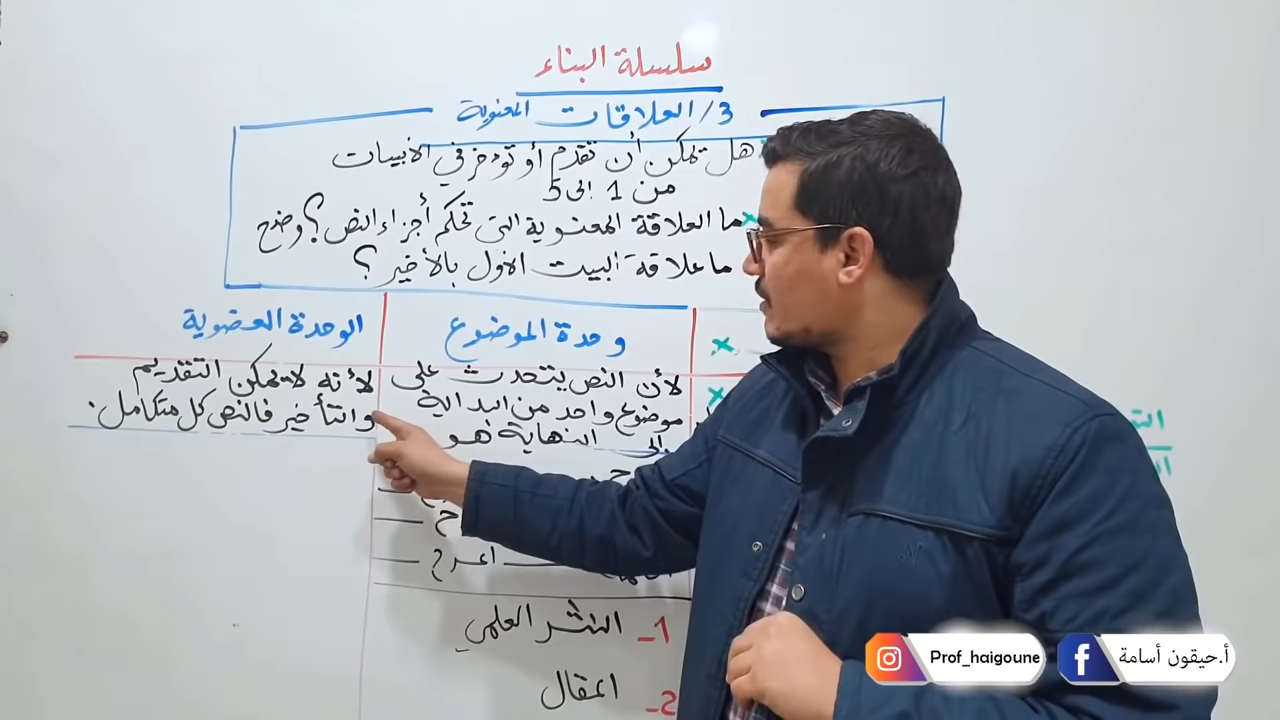 سلسلة البناء
3/ العلاقات المعنوية
هل يمكن أن تقدم أو تؤخر في الأبيات
من 1 إلى 5
ما العلاقة المعنوية التي تحكم أجزاء النص؟ وضح
ما علاقة البيت الأول بالأخير؟
وحدة الموضوع
الوحدة العضوية
لأن النص يتحدث على
موضوع واحد من البداية
إلى النهاية هو
لأنه لا يمكن التقديم
والتأخير فالنص كل متكامل.
1- النثر العلمي
2- المقال
Prof_haigoune
أ.حيقون أسامة